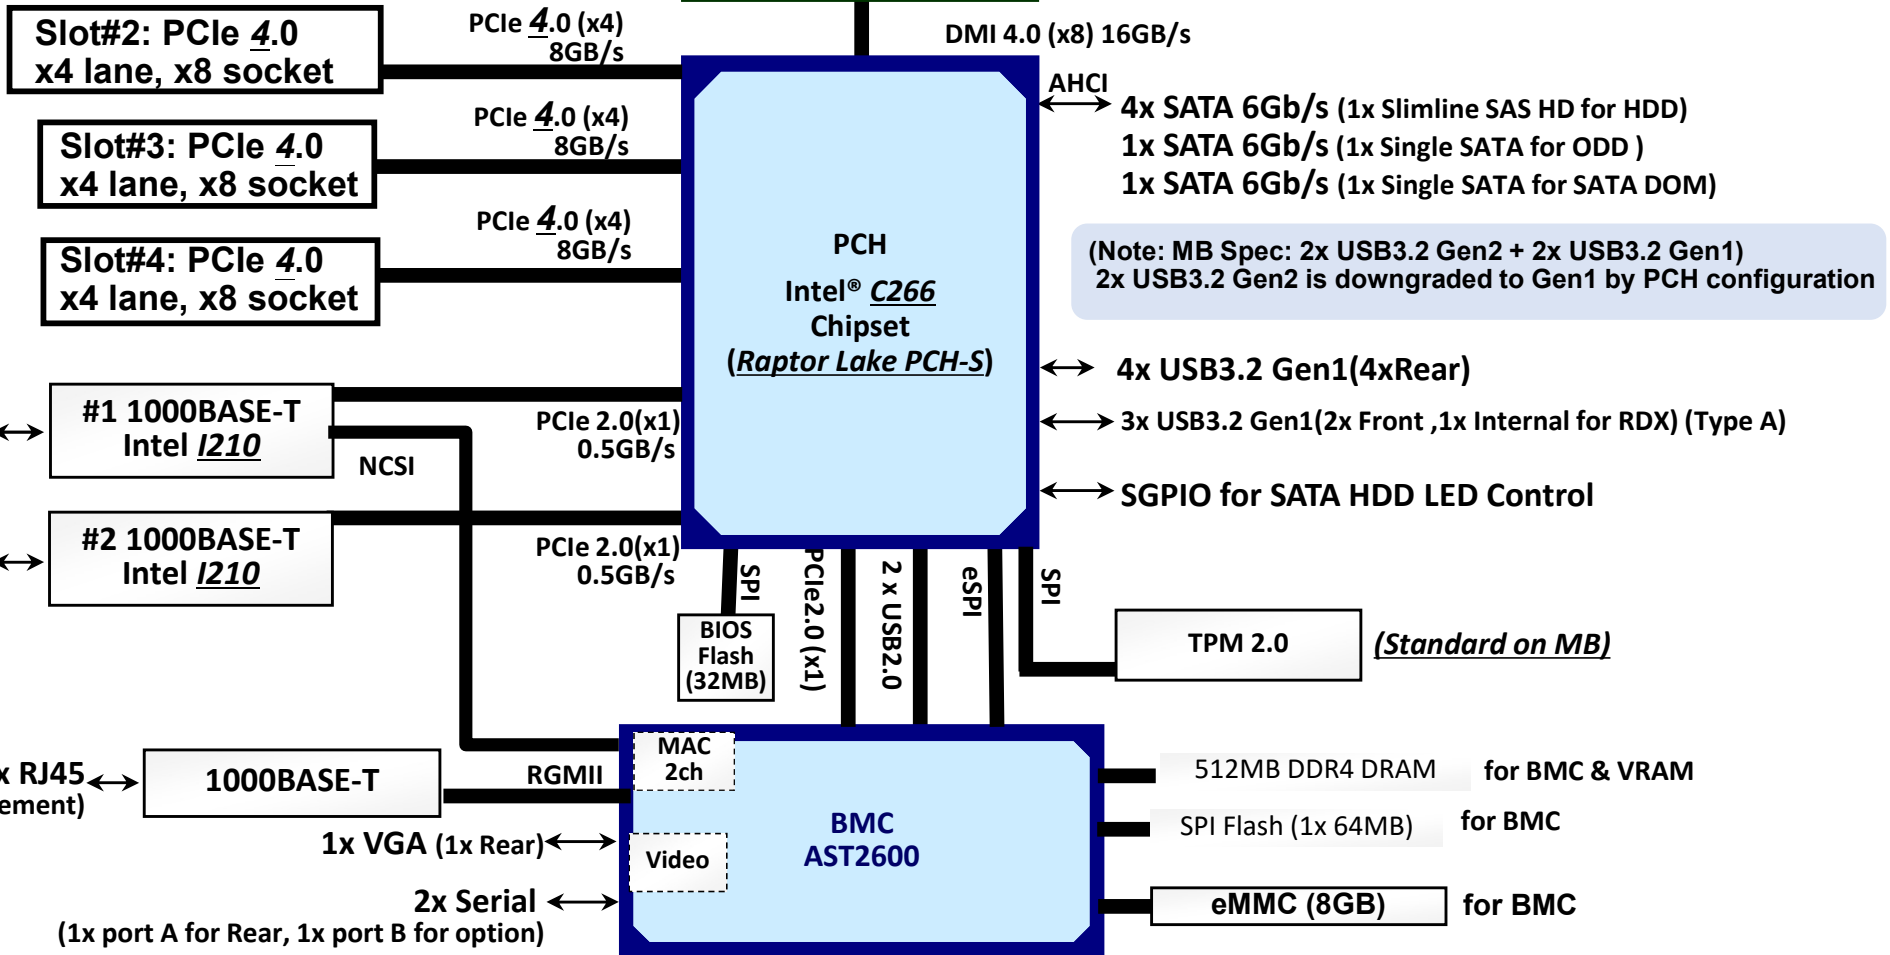 Slot#2: PCIe 4.0
x4 lane, x8 socket
PCIe 4.0 (x4)
8GB/s
DMI 4.0 (x8) 16GB/s
Slot#3: PCIe 4.0
x4 lane, x8 socket
PCIe 4.0 (x4)
8GB/s
Slot#4: PCIe 4.0
x4 lane, x8 socket
PCIe 4.0 (x4)
8GB/s
AHCI
4x SATA 6Gb/s (1x Slimline SAS HD for HDD)
1x SATA 6Gb/s (1x Single SATA for ODD )
1x SATA 6Gb/s (1x Single SATA for SATA DOM)
(Note: MB Spec: 2x USB3.2 Gen2 + 2x USB3.2 Gen1)
2x USB3.2 Gen2 is downgraded to Gen1 by PCH configuration
PCH
Intel® C266
Chipset
(Raptor Lake PCH-S)
4x USB3.2 Gen1(4xRear)
3x USB3.2 Gen1(2x Front ,1x Internal for RDX) (Type A)
SGPIO for SATA HDD LED Control
#1 1000BASE-T
Intel I210
PCIe 2.0(x1)
0.5GB/s
NCSI
#2 1000BASE-T
Intel I210
PCIe 2.0(x1)
0.5GB/s
SPI
PCIe2.0 (x1)
2 x USB2.0
eSPI
SPI
BIOS
Flash
(32MB)
TPM 2.0
(Standard on MB)
x RJ45
ement)
1000BASE-T
RGMII
MAC
2ch
1x VGA (1x Rear)
Video
2x Serial
(1x port A for Rear, 1x port B for option)
BMC
AST2600
512MB DDR4 DRAM
for BMC & VRAM
SPI Flash (1x 64MB)
for BMC
eMMC (8GB)
for BMC